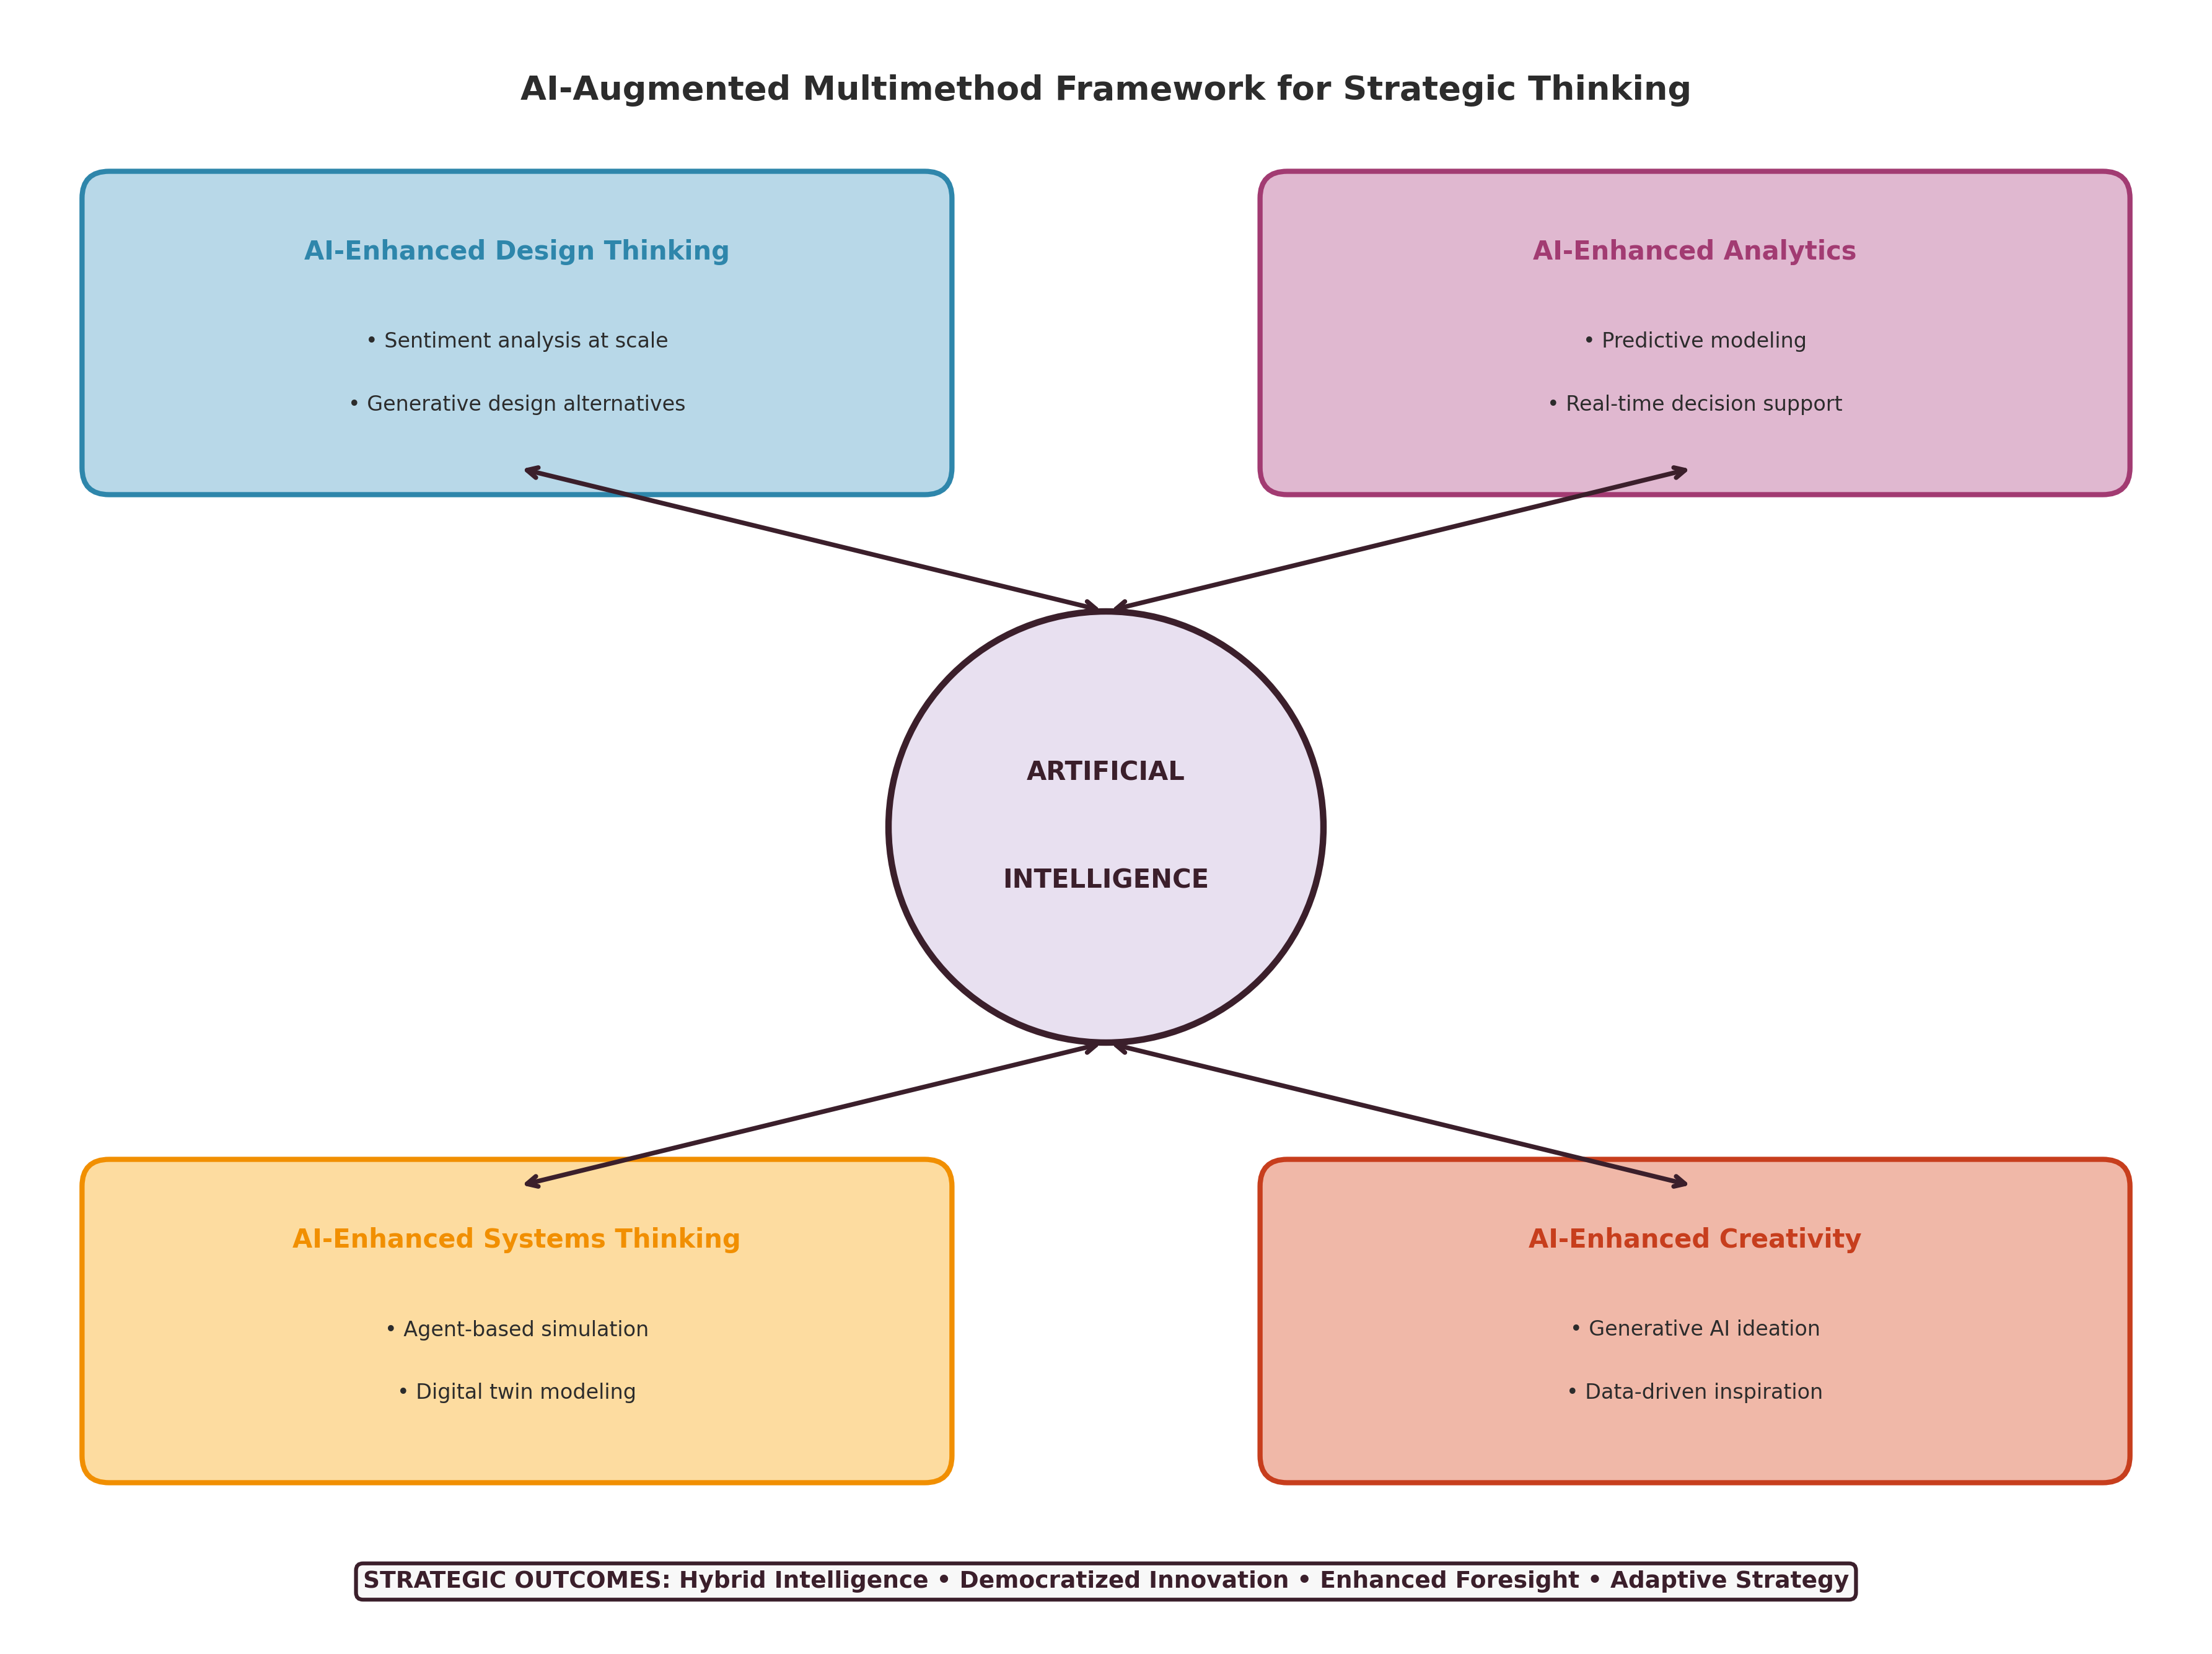 AI-Augmented Multimethod Framework for Strategic Thinking
AI-Enhanced Design Thinking
• Sentiment analysis at scale
• Generative design alternatives
AI-Enhanced Analytics
• Predictive modeling
• Real-time decision support
ARTIFICIAL
INTELLIGENCE
AI-Enhanced Systems Thinking
• Agent-based simulation
• Digital twin modeling
AI-Enhanced Creativity
• Generative AI ideation
• Data-driven inspiration
STRATEGIC OUTCOMES: Hybrid Intelligence • Democratized Innovation • Enhanced Foresight • Adaptive Strategy